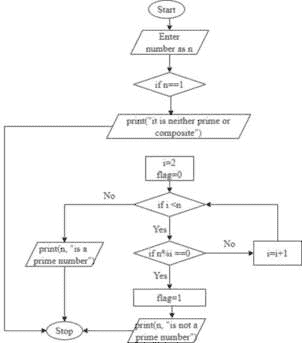 Start
Enter
number as n
if n==1
print("it is neither prime or
composite")
i=2
flag=0
No
if i <n
Yes
print(n, "is a
prime number")
if n%i ==0
No
i=i+1
Yes
flag=1
Stop
print(n, "is not a
prime number")